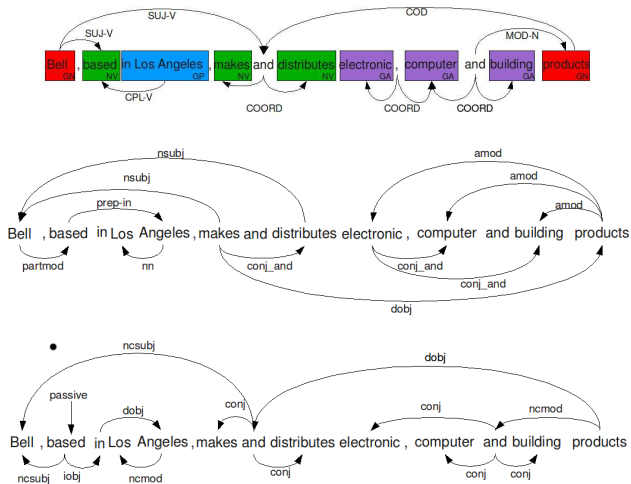 SUJ-V COD
SUJ-V MOD-N
Bell , based in Los Angeles , makes and distributes electronic , computer and building products
GN NV GP NV NV GA GA GA GN
CPL-V COORD COORD COORD COORD
nsubj amod
nsubj amod
prep-in amod
Bell , based in Los Angeles , makes and distributes electronic , computer and building products
partmod nn conj_and conj_and
conj_and
dobj
ncsubj dobj
passive dobj conj conj ncmod
Bell , based in Los Angeles , makes and distributes electronic , computer and building products
ncsubj iobj ncmod conj conj conj